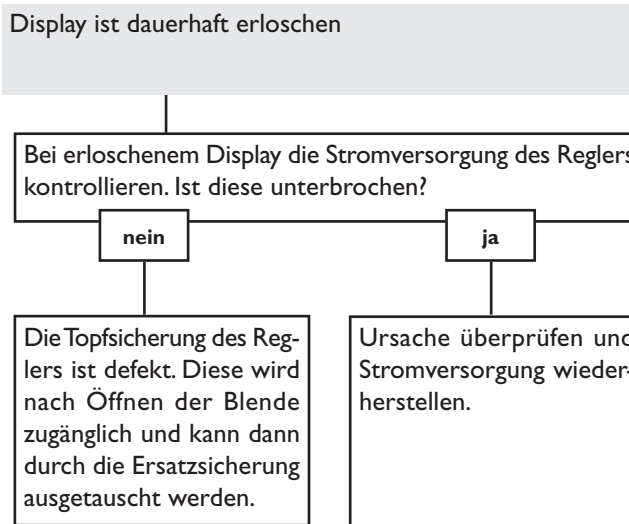 Display ist dauerhaft erloschen
Bei erloschenem Display die Stromversorgung des Reglers
kontrollieren. Ist diese unterbrochen?
nein
ja
Die Topfsicherung des Reg-
lers ist defekt. Diese wird
nach Öffnen der Blende
zugänglich und kann dann
durch die Ersatzsicherung
ausgetauscht werden.
Ursache überprüfen und
Stromversorgung wieder-
herstellen.